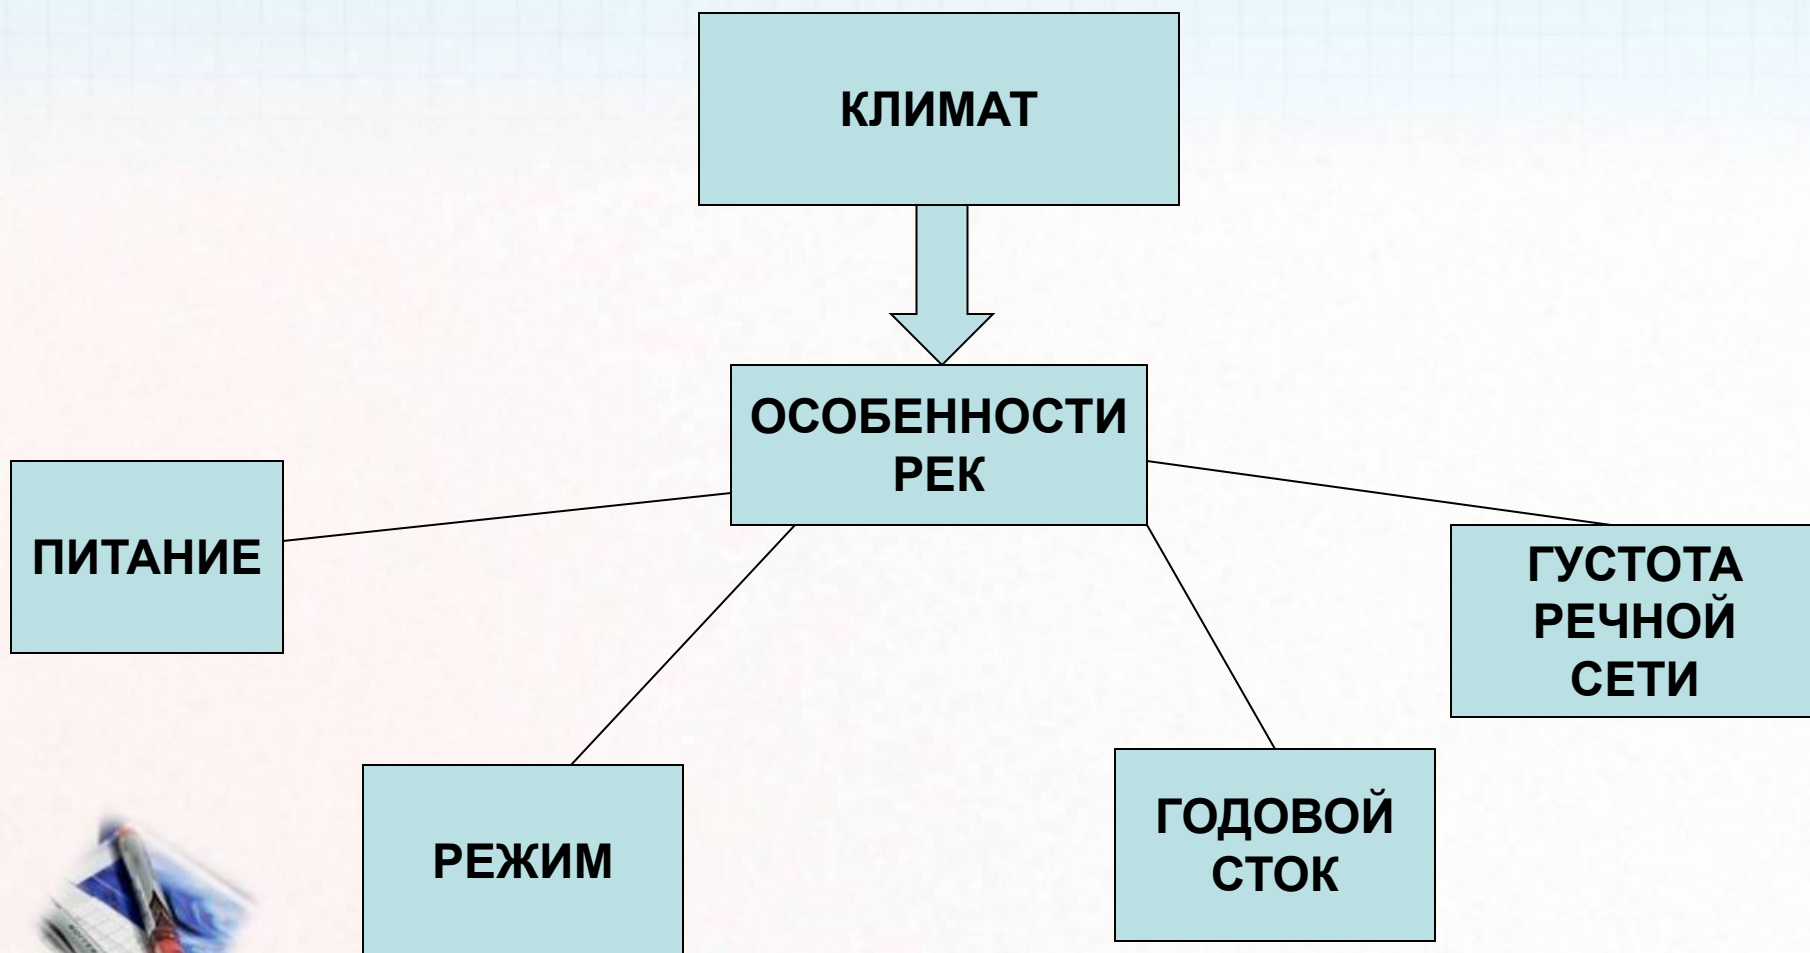 КЛИМАТ
ОСОБЕННОСТИ
РЕК
ПИТАНИЕ
ГУСТОТА
РЕЧНОЙ
СЕТИ
РЕЖИМ
ГОДОВОЙ
СТОК